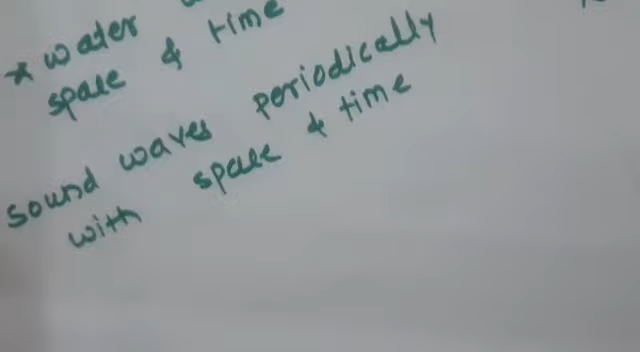 * water
space & time
sound waves periodically
with space & time